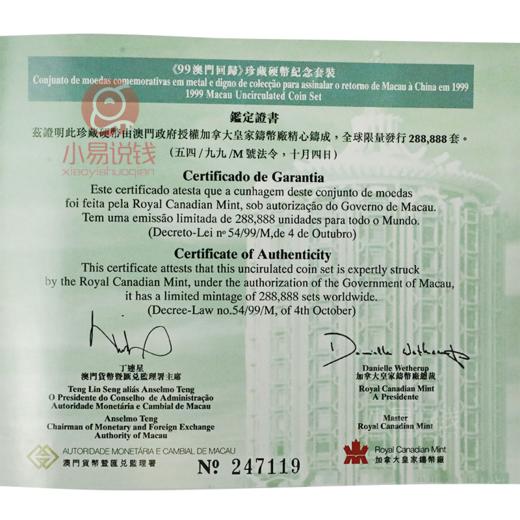 《99澳門回歸》珍藏硬幣紀念套裝
Conjunto de moedas comemorativas em metal e digno de colecção para assinalar o retorno de Macau à China em 1999
1999 Macau Uncirculated Coin Set
鑑定證書
茲證明此珍藏硬幣由澳門政府授權加拿大皇家鑄幣廠精心鑄成，全球限量發行288,888套。
（五四/九九/M號法令，十月四日）
小易说钱
xiaoyishuoqian
Certificado de Garantia
Este certificado atesta que a cunhagem deste conjunto de moedas
foi feita pela Royal Canadian Mint, sob autorização do Governo de Macau.
Tem uma emissão limitada de 288,888 unidades para todo o Mundo.
(Decreto-Lei nº 54/99/M,de 4 de Outubro)
Certificate of Authenticity
This certificate attests that this uncirulated coin set is expertly struck
by the Royal Canadian Mint, under the authorization of the Government of Macau,
it has a limited mintage of 288,888 sets worldwide.
(Decree-Law no.54/99/M, of 4th October)
Danielle Wetherup
丁連星
澳門貨幣暨匯兌監理署主席
Teng Lin Seng aliás Anselmo Teng
O Presidente do Conselho de Administração
Autoridade Monetária e Cambial de Macau
Anselmo Teng
Chairman of Monetary and Foreign Exchange
Authority of Macau
Danielle Wetherup
加拿大皇家鑄幣廠總裁
Royal Canadian Mint
A Presidente
Master
Royal Canadian Mint
AUTORIDADE MONETÁRIA E CAMBIAL DE MACAU
澳門貨幣暨匯兌監理署
Nº 247119
Royal Canadian Mint
加拿大皇家鑄幣廠